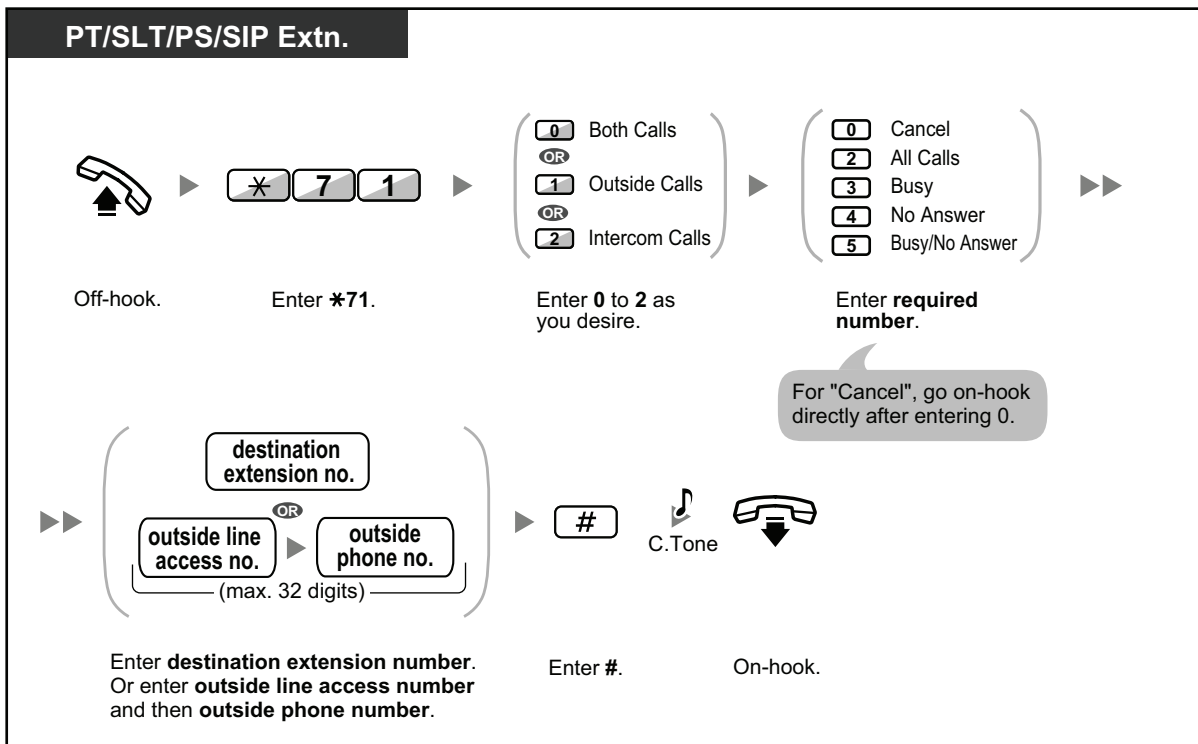 PT/SLT/PS/SIP Extn.
0 Both Calls
OR
1 Outside Calls
OR
2 Intercom Calls
0 Cancel
2 All Calls
3 Busy
4 No Answer
5 Busy/No Answer
＊ 7 1
Off-hook.
Enter ＊71.
Enter 0 to 2 as
you desire.
Enter required
number.
For "Cancel", go on-hook
directly after entering 0.
destination
extension no.
OR
outside line
access no.
outside
phone no.
(max. 32 digits)
#
C.Tone
Enter destination extension number.
Or enter outside line access number
and then outside phone number.
Enter #.
On-hook.